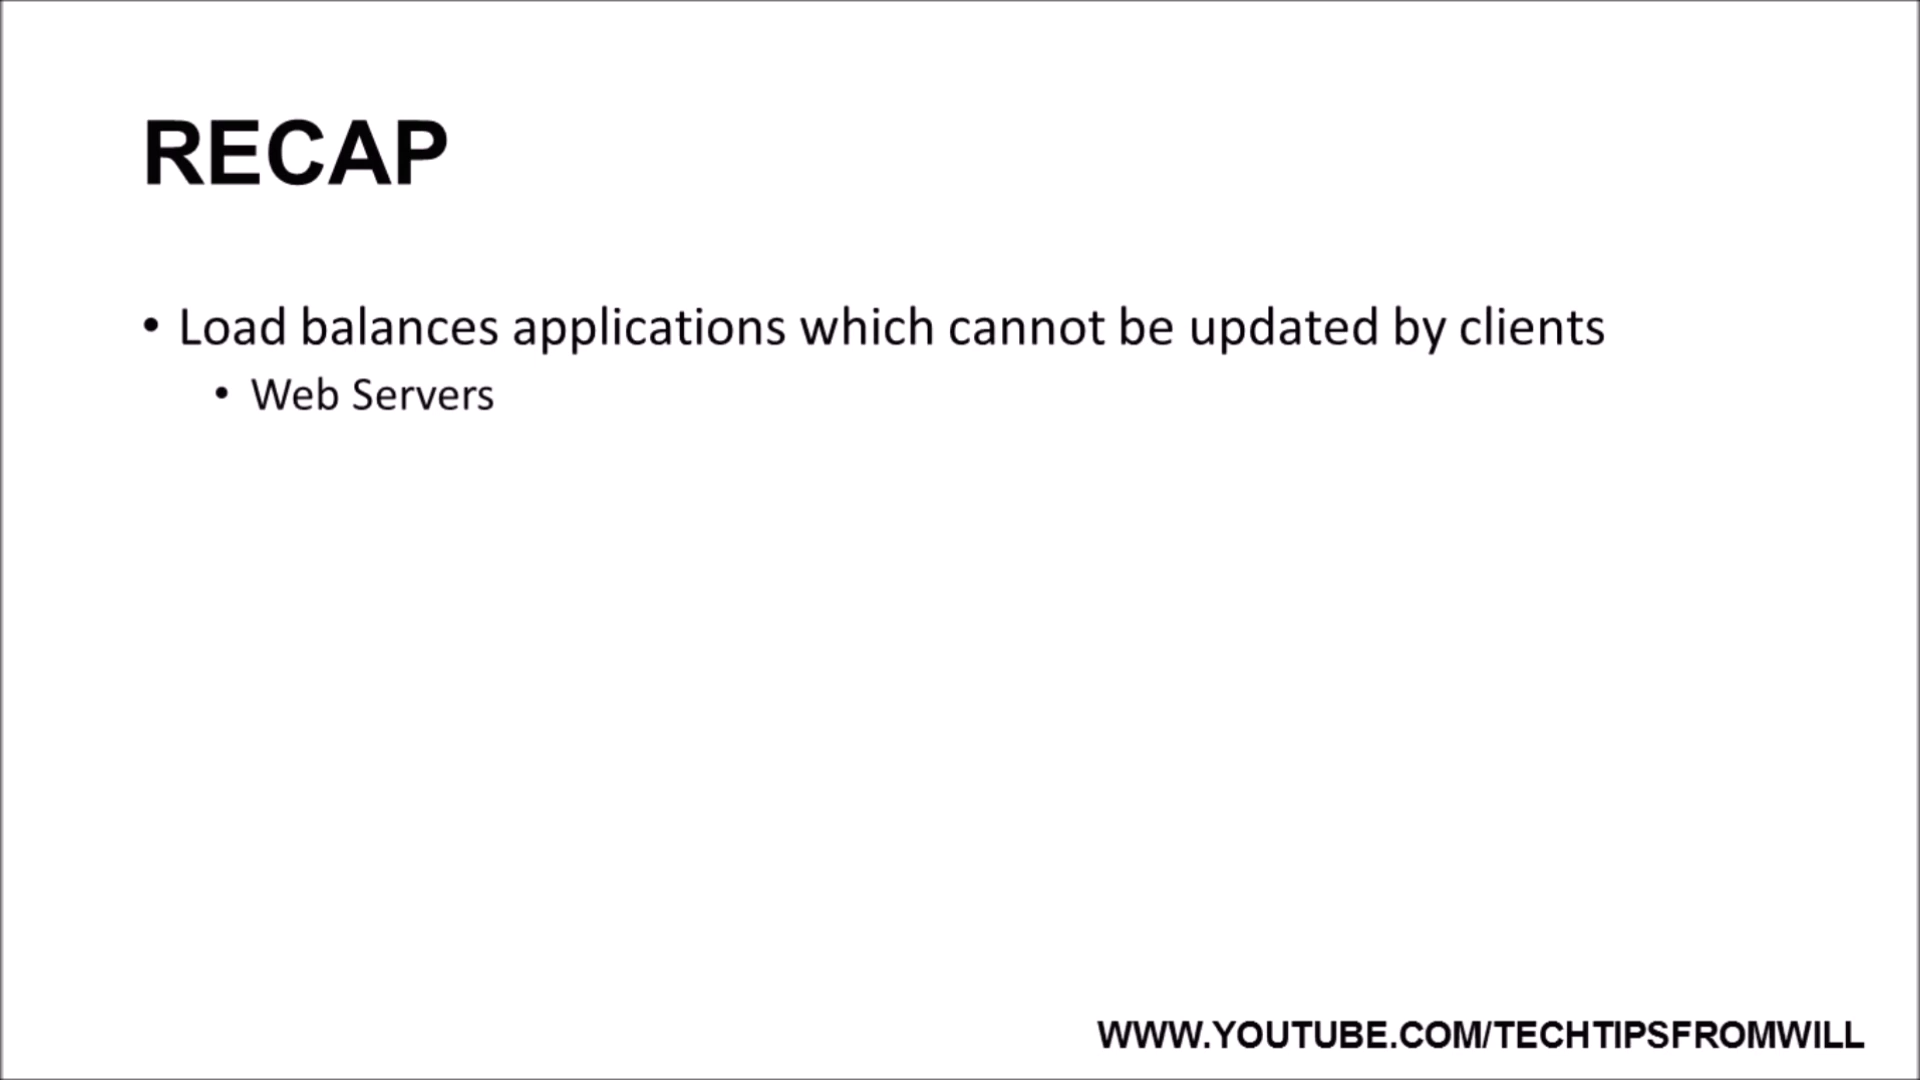 RECAP
• Load balances applications which cannot be updated by clients
• Web Servers
WWW.YOUTUBE.COM/TECHTIPSFROMWILL